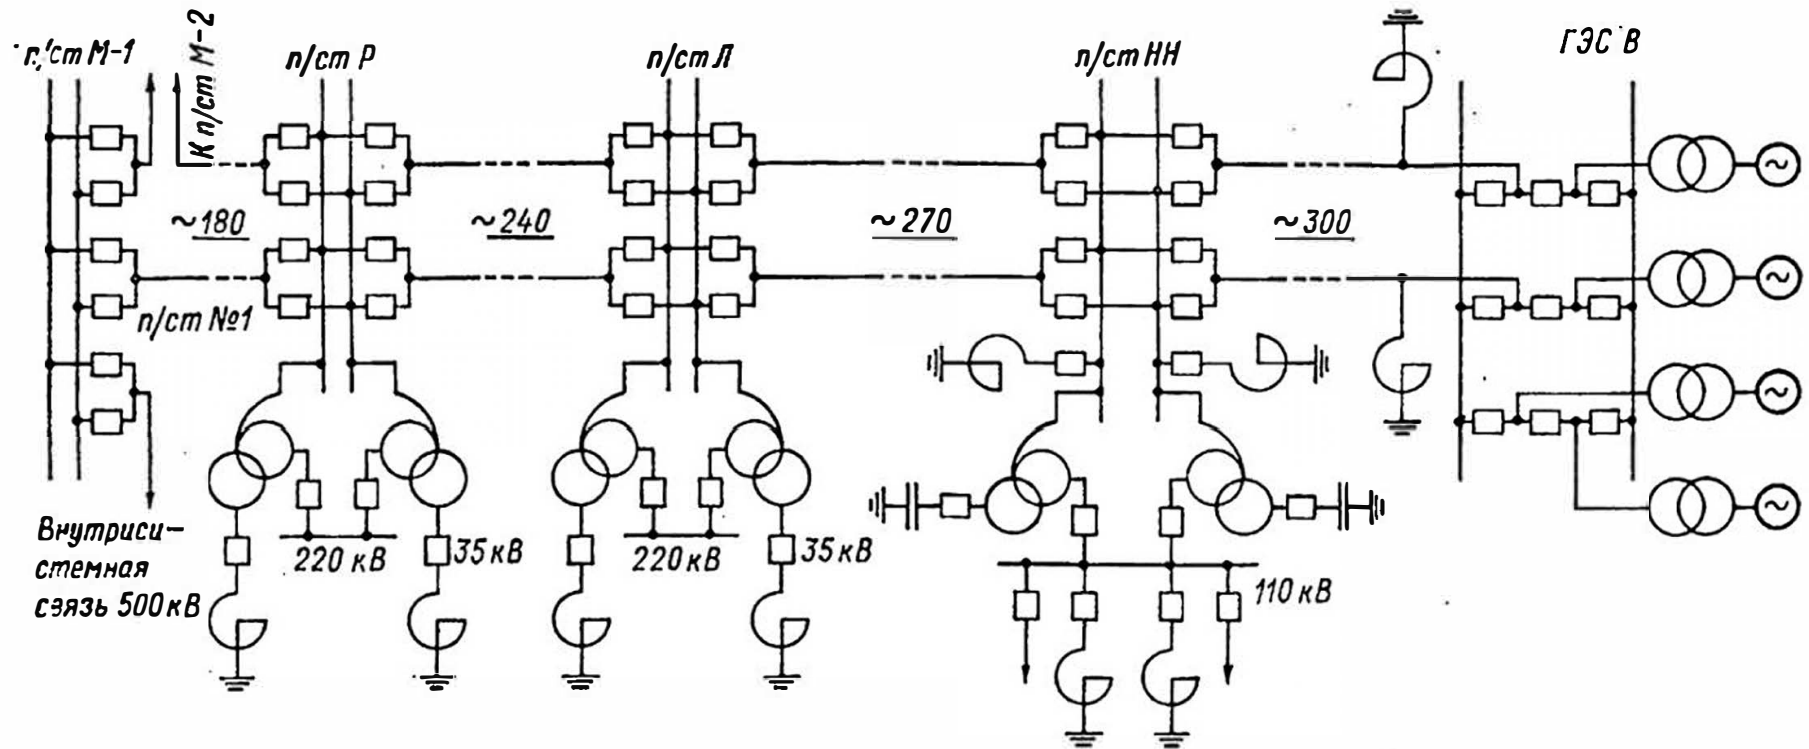 п/ст М-1
К п/ст М-2
п/ст Р
п/ст Л
п/ст НН
ГЭС В
~180
~240
~270
~300
п/ст №1
Внутриси-
стемная
связь 500 кВ
220 кВ
35 кВ
220 кВ
35 кВ
110 кВ
~
~
~
~